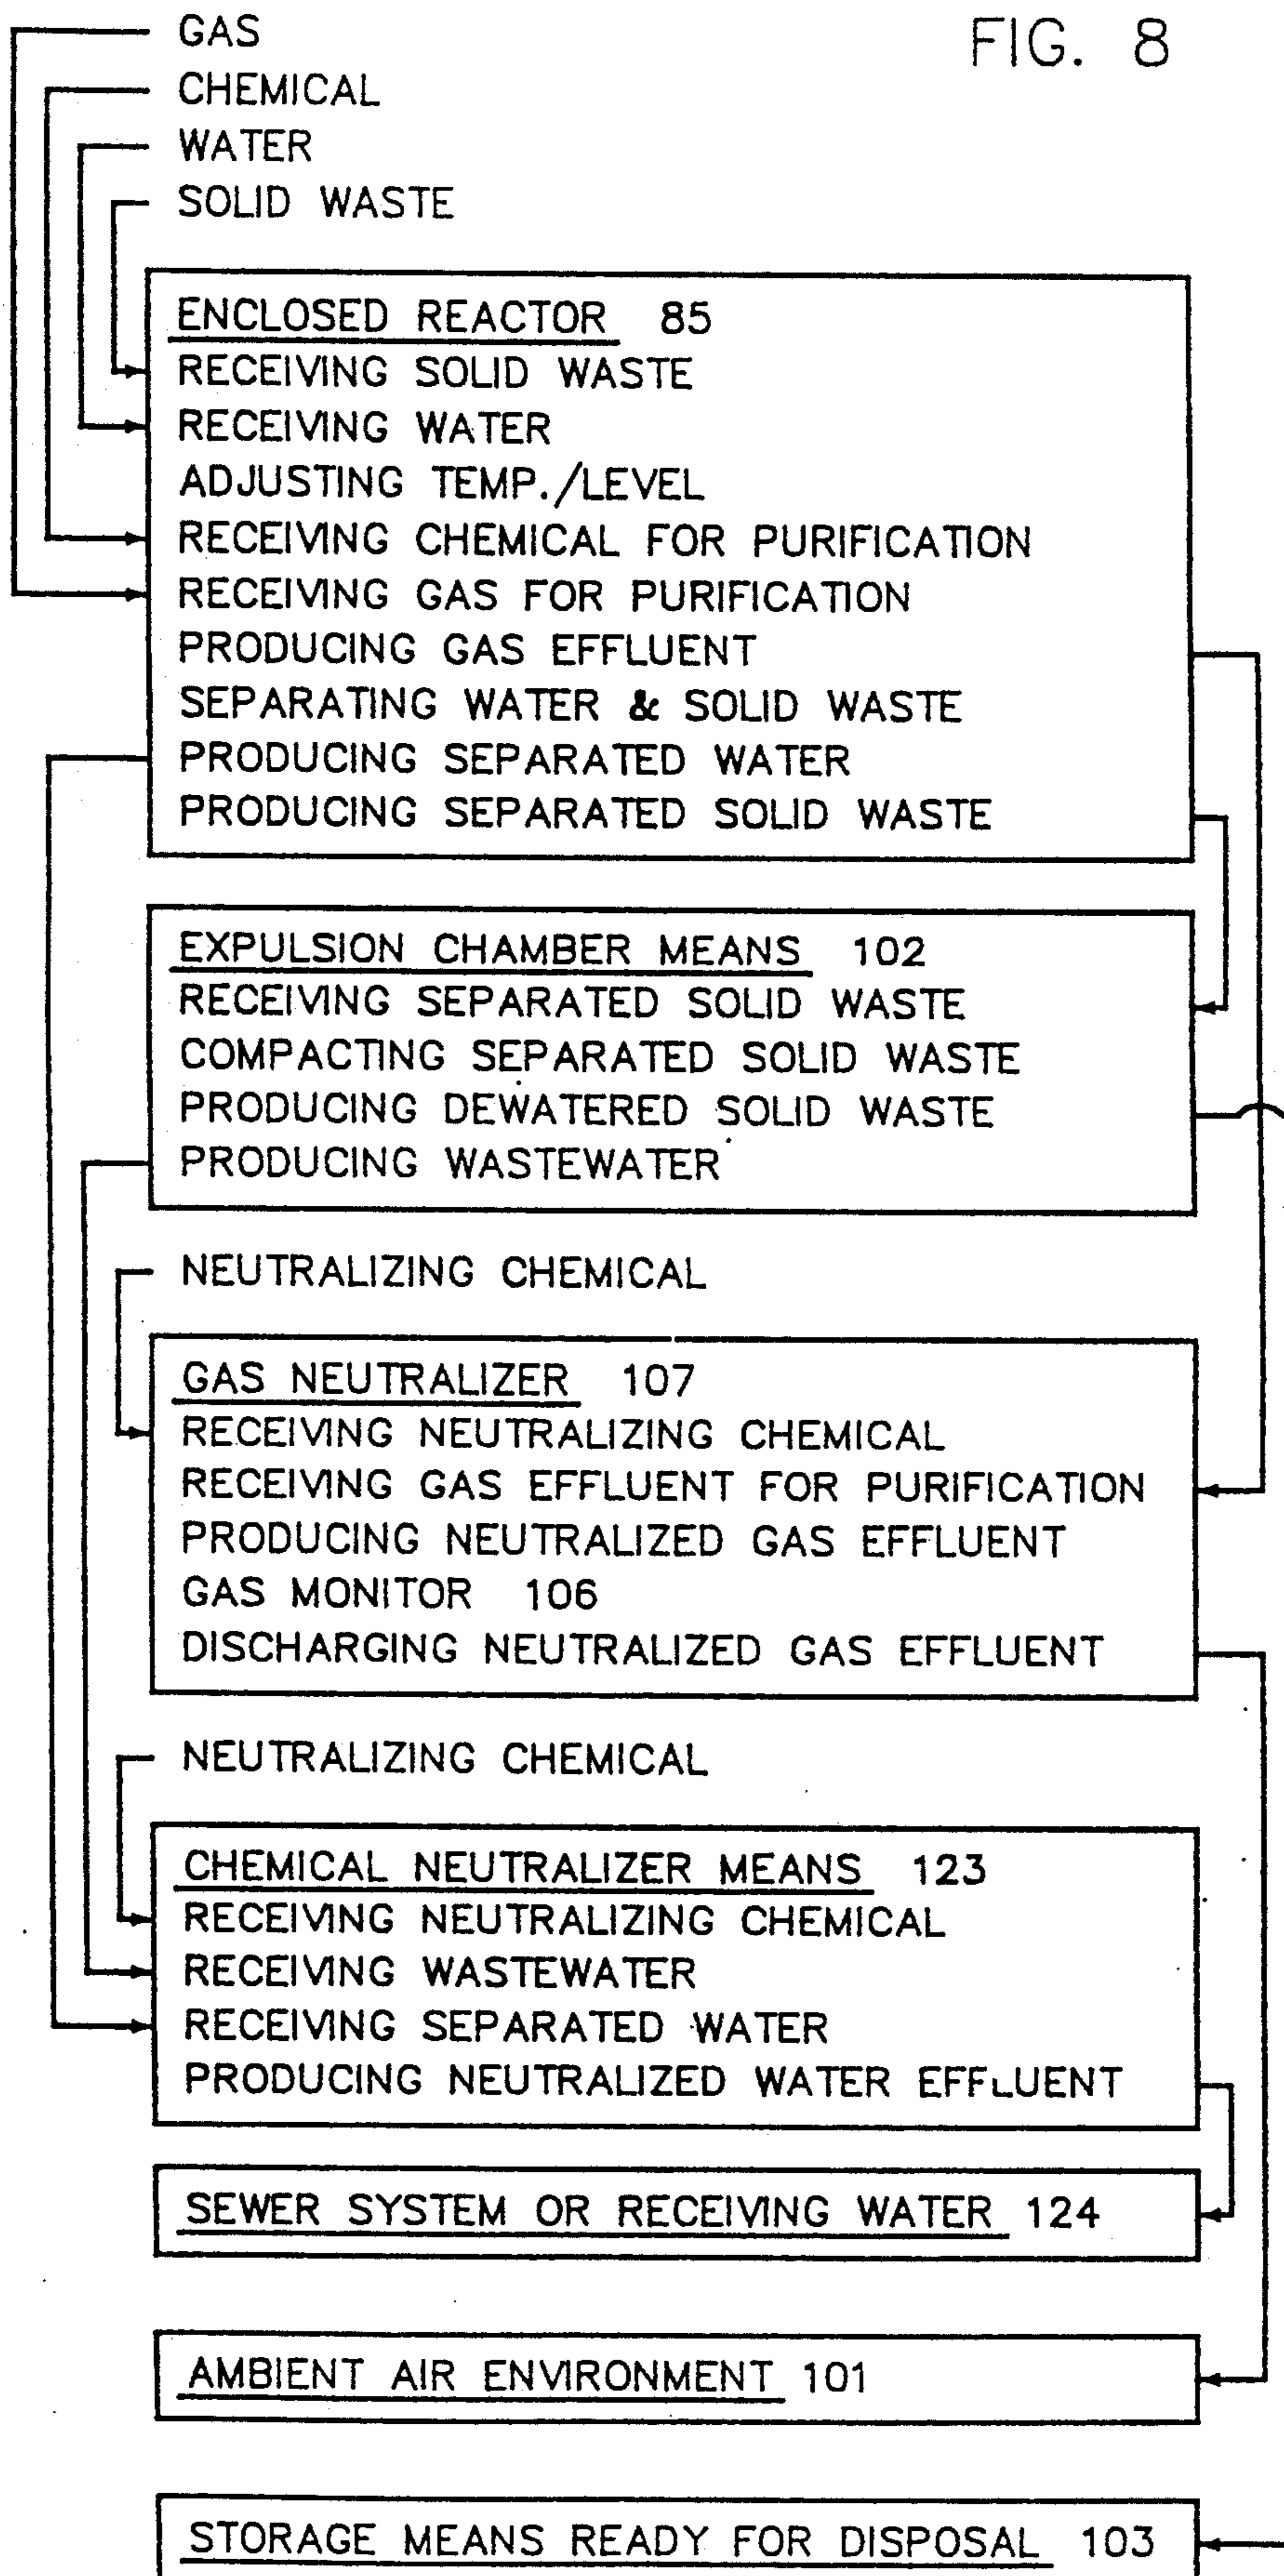 FIG. 8
GAS
CHEMICAL
WATER
SOLID WASTE
ENCLOSED REACTOR 85
RECEIVING SOLID WASTE
RECEIVING WATER
ADJUSTING TEMP./LEVEL
RECEIVING CHEMICAL FOR PURIFICATION
RECEIVING GAS FOR PURIFICATION
PRODUCING GAS EFFLUENT
SEPARATING WATER & SOLID WASTE
PRODUCING SEPARATED WATER
PRODUCING SEPARATED SOLID WASTE
EXPULSION CHAMBER MEANS 102
RECEIVING SEPARATED SOLID WASTE
COMPACTING SEPARATED SOLID WASTE
PRODUCING DEWATERED SOLID WASTE
PRODUCING WASTEWATER
NEUTRALIZING CHEMICAL
GAS NEUTRALIZER 107
RECEIVING NEUTRALIZING CHEMICAL
RECEIVING GAS EFFLUENT FOR PURIFICATION
PRODUCING NEUTRALIZED GAS EFFLUENT
GAS MONITOR 106
DISCHARGING NEUTRALIZED GAS EFFLUENT
NEUTRALIZING CHEMICAL
CHEMICAL NEUTRALIZER MEANS 123
RECEIVING NEUTRALIZING CHEMICAL
RECEIVING WASTEWATER
RECEIVING SEPARATED WATER
PRODUCING NEUTRALIZED WATER EFFLUENT
SEWER SYSTEM OR RECEIVING WATER 124
AMBIENT AIR ENVIRONMENT 101
STORAGE MEANS READY FOR DISPOSAL 103